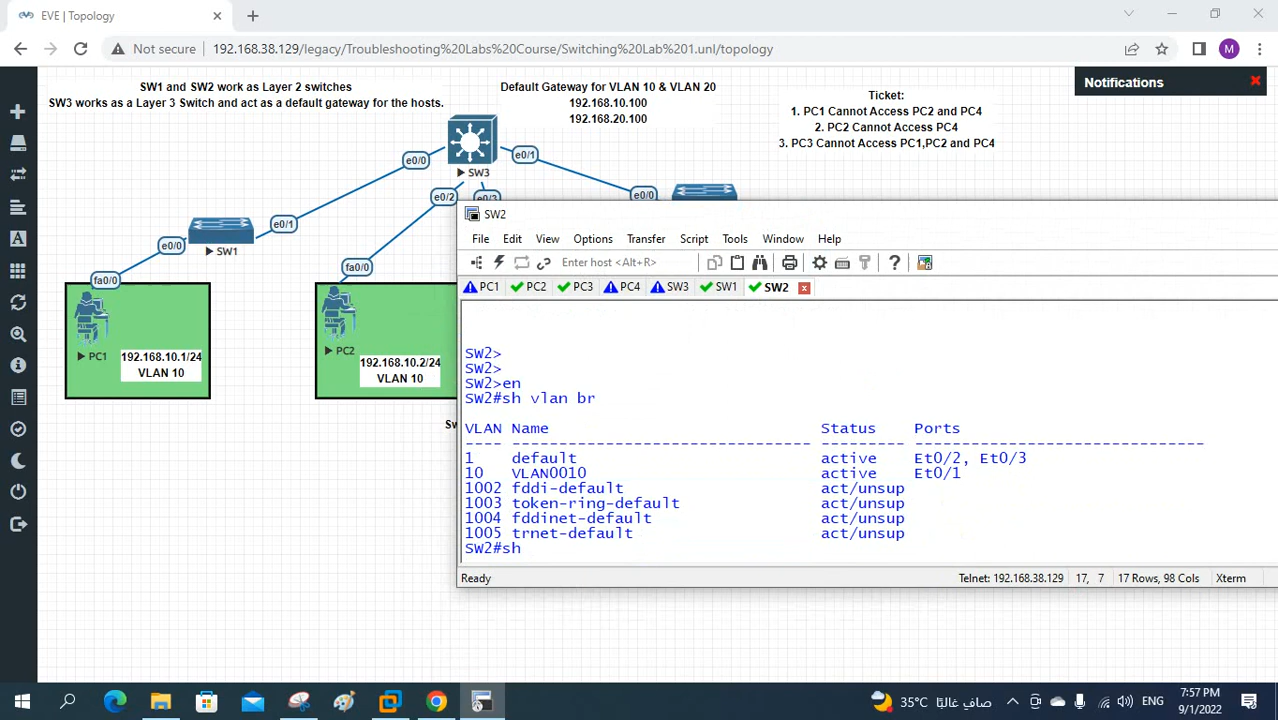 EVE | Topology
Not secure
192.168.38.129/legacy/Troubleshooting%20Labs%20Course/Switching%20Lab%201.unl/topology
M
SW1 and SW2 work as Layer 2 switches
SW3 works as a Layer 3 Switch and act as a default gateway for the hosts.
Default Gateway for VLAN 10 & VLAN 20
192.168.10.100
192.168.20.100
Ticket:
1. PC1 Cannot Access PC2 and PC4
2. PC2 Cannot Access PC4
3. PC3 Cannot Access PC1,PC2 and PC4
Notifications
e0/0
e0/1
SW3
e0/2
e0/3
e0/0
e0/1
e0/0
SW1
fa0/0
fa0/0
PC1
192.168.10.1/24
VLAN 10
PC2
192.168.10.2/24
VLAN 10
Sw
SW2
File Edit View Options Transfer Script Tools Window Help
Enter host <Alt+R>
PC1 PC2 PC3 PC4 SW3 SW1 SW2
SW2>
SW2>
SW2>en
SW2#sh vlan br
VLAN Name Status Ports
---- -------------------------------- --------- -------------------------------
1 default active Et0/2, Et0/3
10 VLAN0010 active Et0/1
1002 fddi-default act/unsup
1003 token-ring-default act/unsup
1004 fddinet-default act/unsup
1005 trnet-default act/unsup
SW2#sh
Ready
Telnet: 192.168.38.129 17, 7 17 Rows, 98 Cols Xterm
35°C صافٍ غالبًا
ENG
7:57 PM
9/1/2022